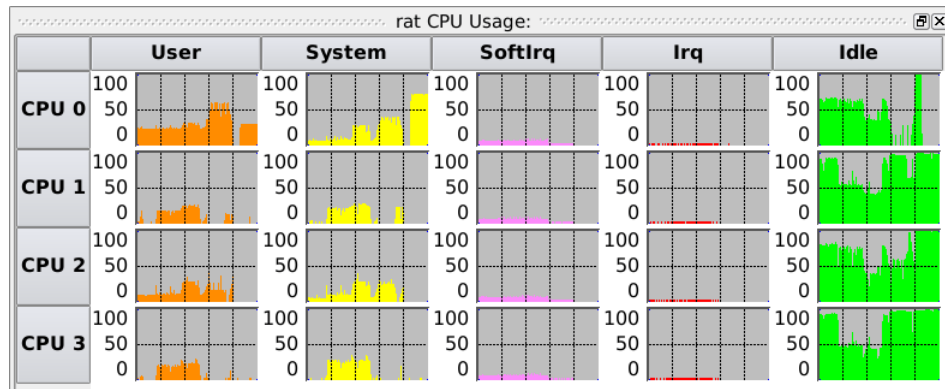 rat CPU Usage:
User System SoftIrq Irq Idle
100 100 100 100 100
CPU 0 50 50 50 50 50
0 0 0 0 0
100 100 100 100 100
CPU 1 50 50 50 50 50
0 0 0 0 0
100 100 100 100 100
CPU 2 50 50 50 50 50
0 0 0 0 0
100 100 100 100 100
CPU 3 50 50 50 50 50
0 0 0 0 0